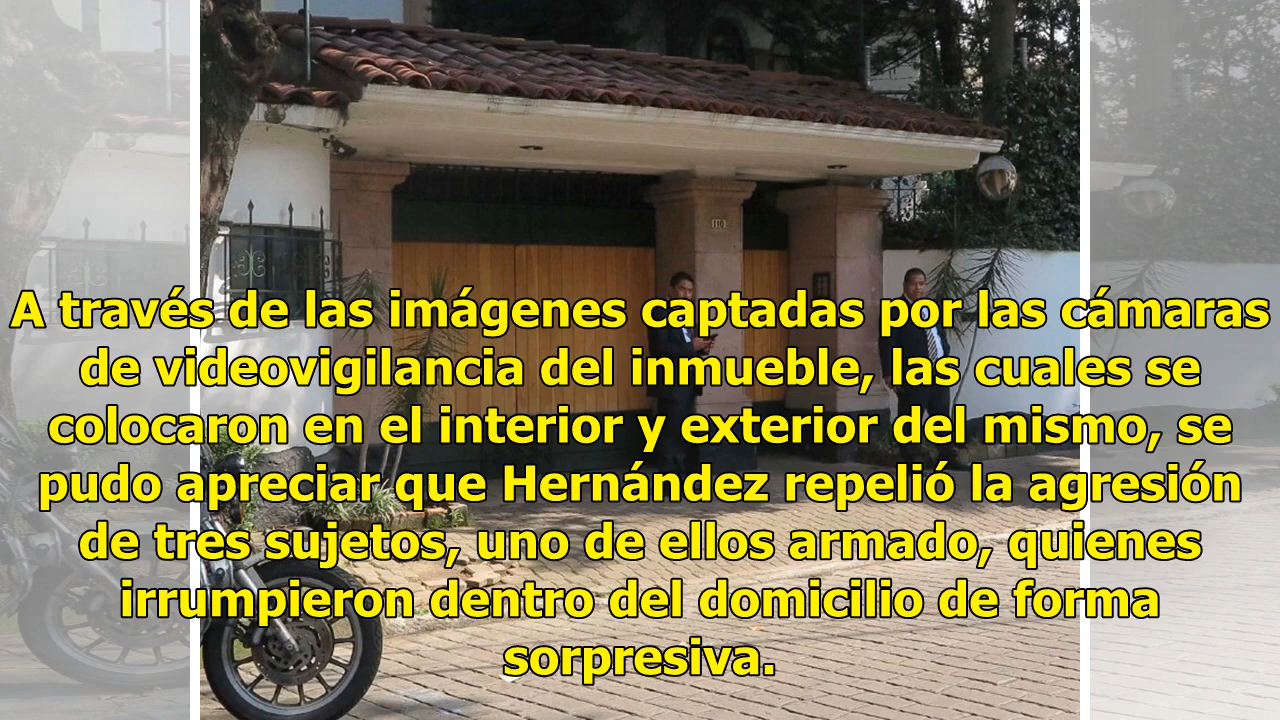 110
A través de las imágenes captadas por las cámaras
de videovigilancia del inmueble, las cuales se
colocaron en el interior y exterior del mismo, se
pudo apreciar que Hernández repelió la agresión
de tres sujetos, uno de ellos armado, quienes
irrumpieron dentro del domicilio de forma
sorpresiva.